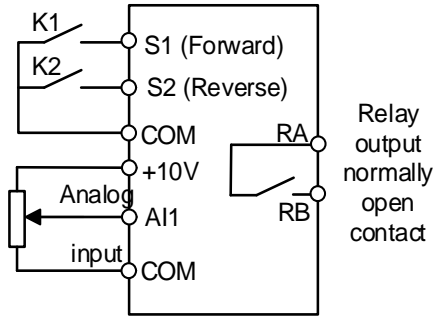 K1
S1 (Forward)
K2
S2 (Reverse)
COM
+10V
Analog
AI1
input
COM
RA
RB
Relay
output
normally
open
contact